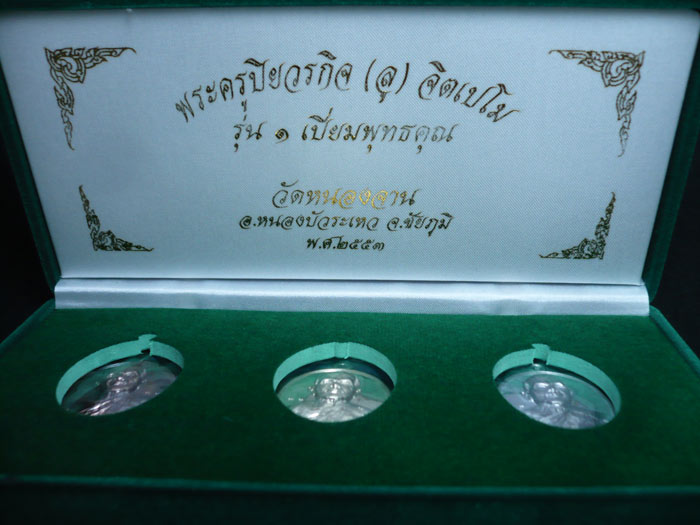 พระครูปิยวรกิจ (ลู) จิตเปโม
รุ่น ๑ เปี่ยมพุทธคุณ
วัดหนองจาน
อ.หนองบัวระเหว จ.ชัยภูมิ
พ.ศ.๒๕๕๓